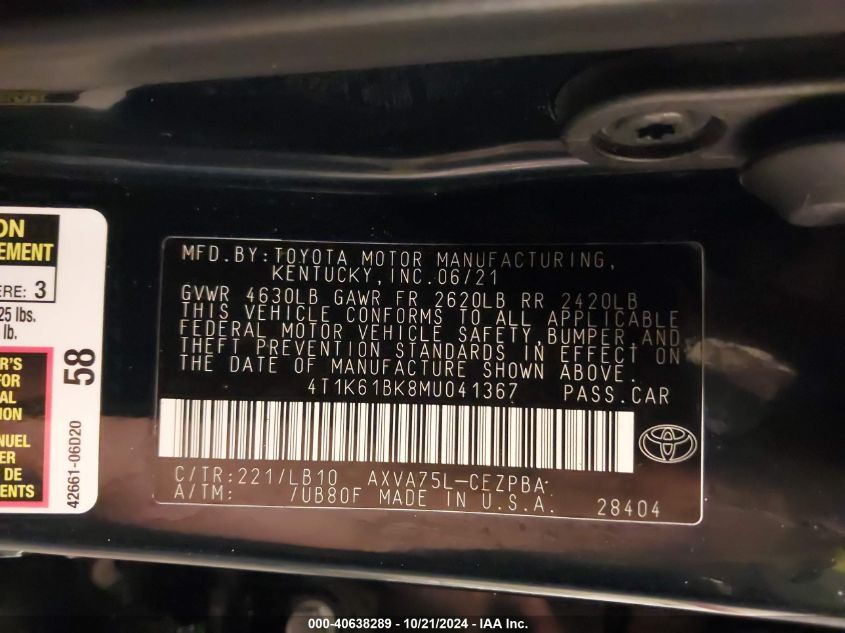 ON
EMENT
ERE: 3
25 lbs.
lb.
R'S
FOR
AL
TION
NUEL
R
DE
ENTS
58
42661-06D20
MFD.BY:TOYOTA MOTOR MANUFACTURING,
KENTUCKY,INC.06/21
GVWR 4630LB GAWR FR 2620LB RR 2420LB
THIS VEHICLE CONFORMS TO ALL APPLICABLE
FEDERAL MOTOR VEHICLE SAFETY,BUMPER,AND
THEFT PREVENTION STANDARDS IN EFFECT ON
THE DATE OF MANUFACTURE SHOWN ABOVE.
4T1K61BK8MU041367 PASS.CAR
C/TR:221/LB10 AXVA75L-CEZPBA
A/TM: /UB80F MADE IN U.S.A. 28404
000-40638289 - 10/21/2024 - IAA Inc.